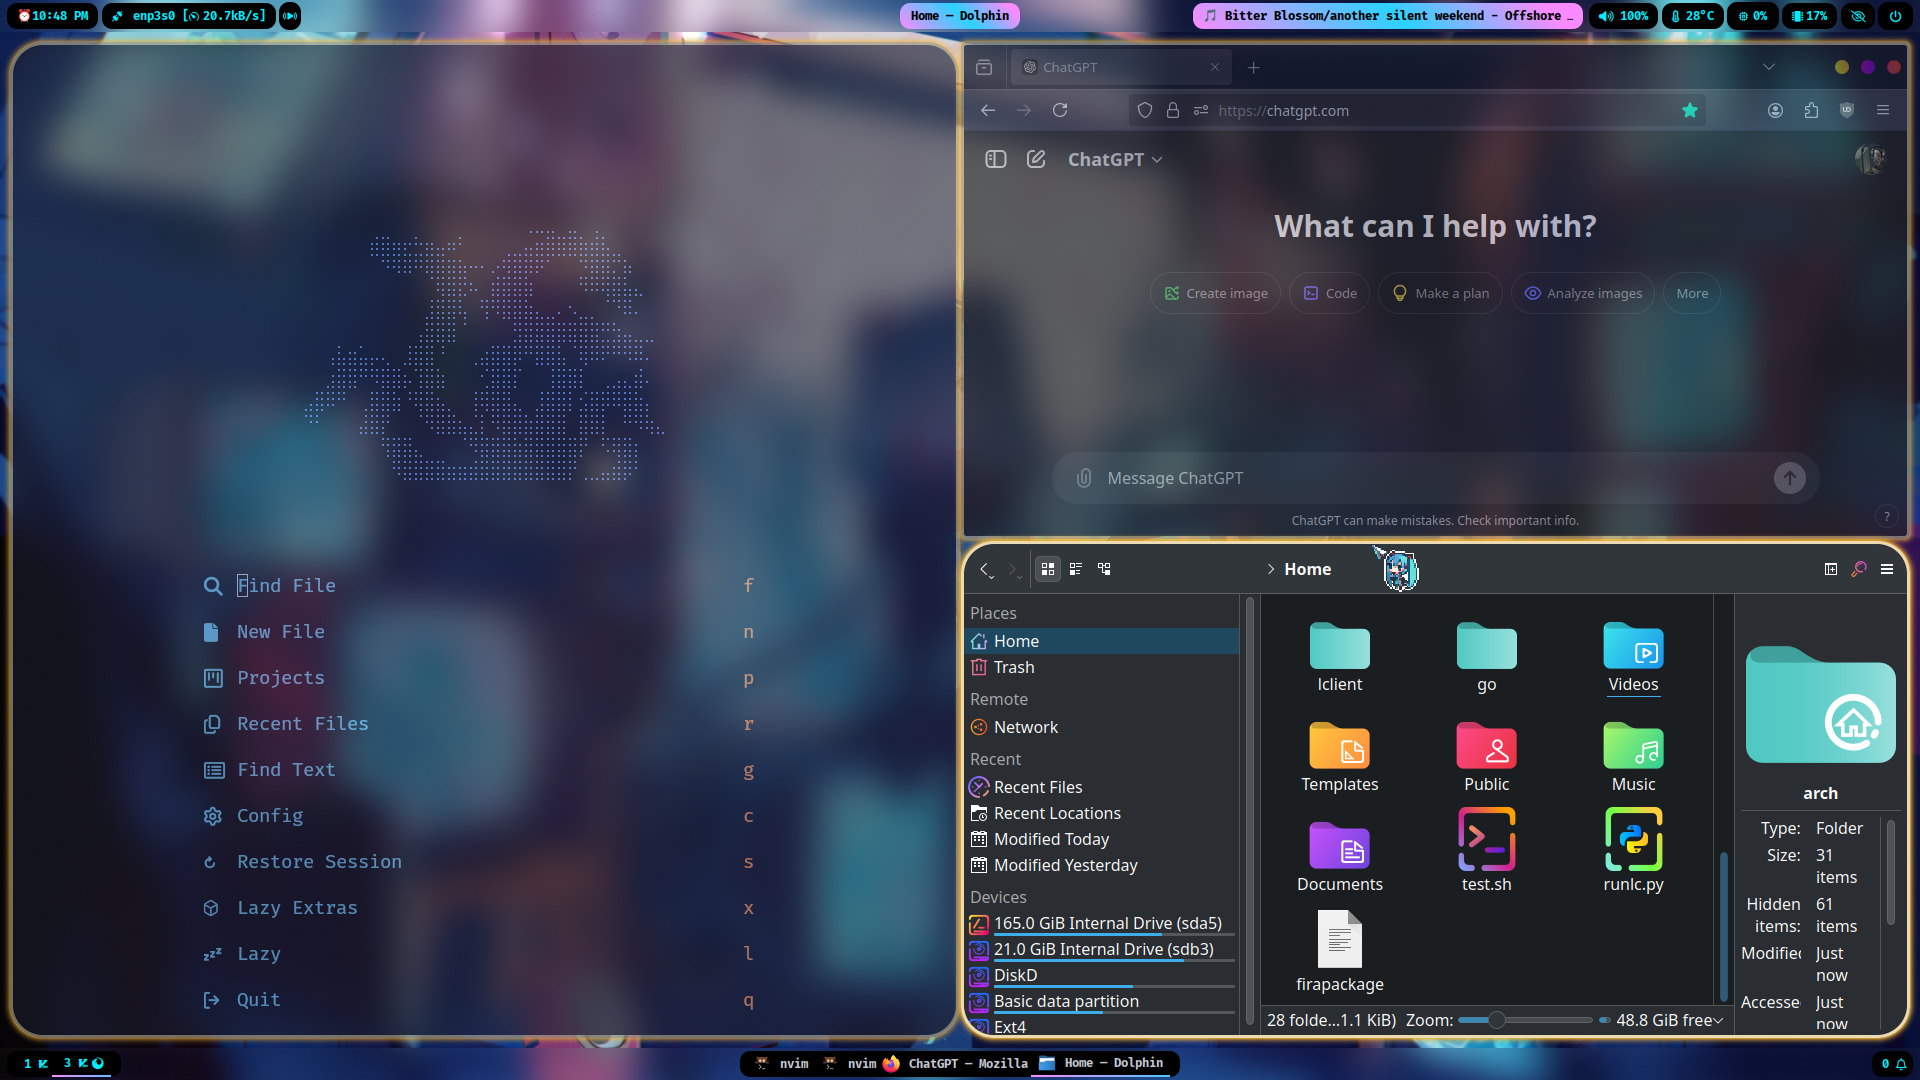 10:48 PM
enp3s0 [ 20.7kB/s]
Home — Dolphin
Bitter Blossom/another silent weekend - Offshore …
100%
28°C
0%
17%
ChatGPT
https://chatgpt.com
ChatGPT
What can I help with?
Create image
Code
Make a plan
Analyze images
More
Message ChatGPT
ChatGPT can make mistakes. Check important info.
?
Find File f
New File n
Projects p
Recent Files r
Find Text g
Config c
Restore Session s
Lazy Extras x
Lazy l
Quit q
Home
Places
Home
Trash
Remote
Network
Recent
Recent Files
Recent Locations
Modified Today
Modified Yesterday
Devices
165.0 GiB Internal Drive (sda5)
21.0 GiB Internal Drive (sdb3)
DiskD
Basic data partition
Ext4
lclient
go
Videos
Templates
Public
Music
Documents
test.sh
runlc.py
firapackage
28 folde...1.1 KiB)
Zoom:
48.8 GiB free
arch
Type: Folder
Size: 31
items
Hidden 61
items: items
Modified Just
now
Accesse Just
now
1
3
nvim
nvim
ChatGPT — Mozilla
Home — Dolphin
0